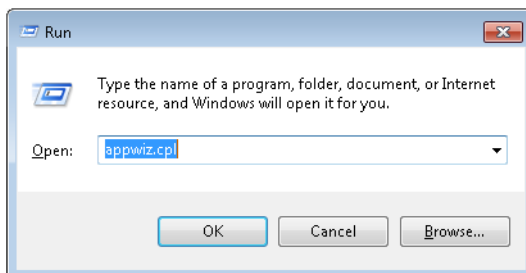 Run
Type the name of a program, folder, document, or Internet
resource, and Windows will open it for you.
Open: appwiz.cpl
OK Cancel Browse...